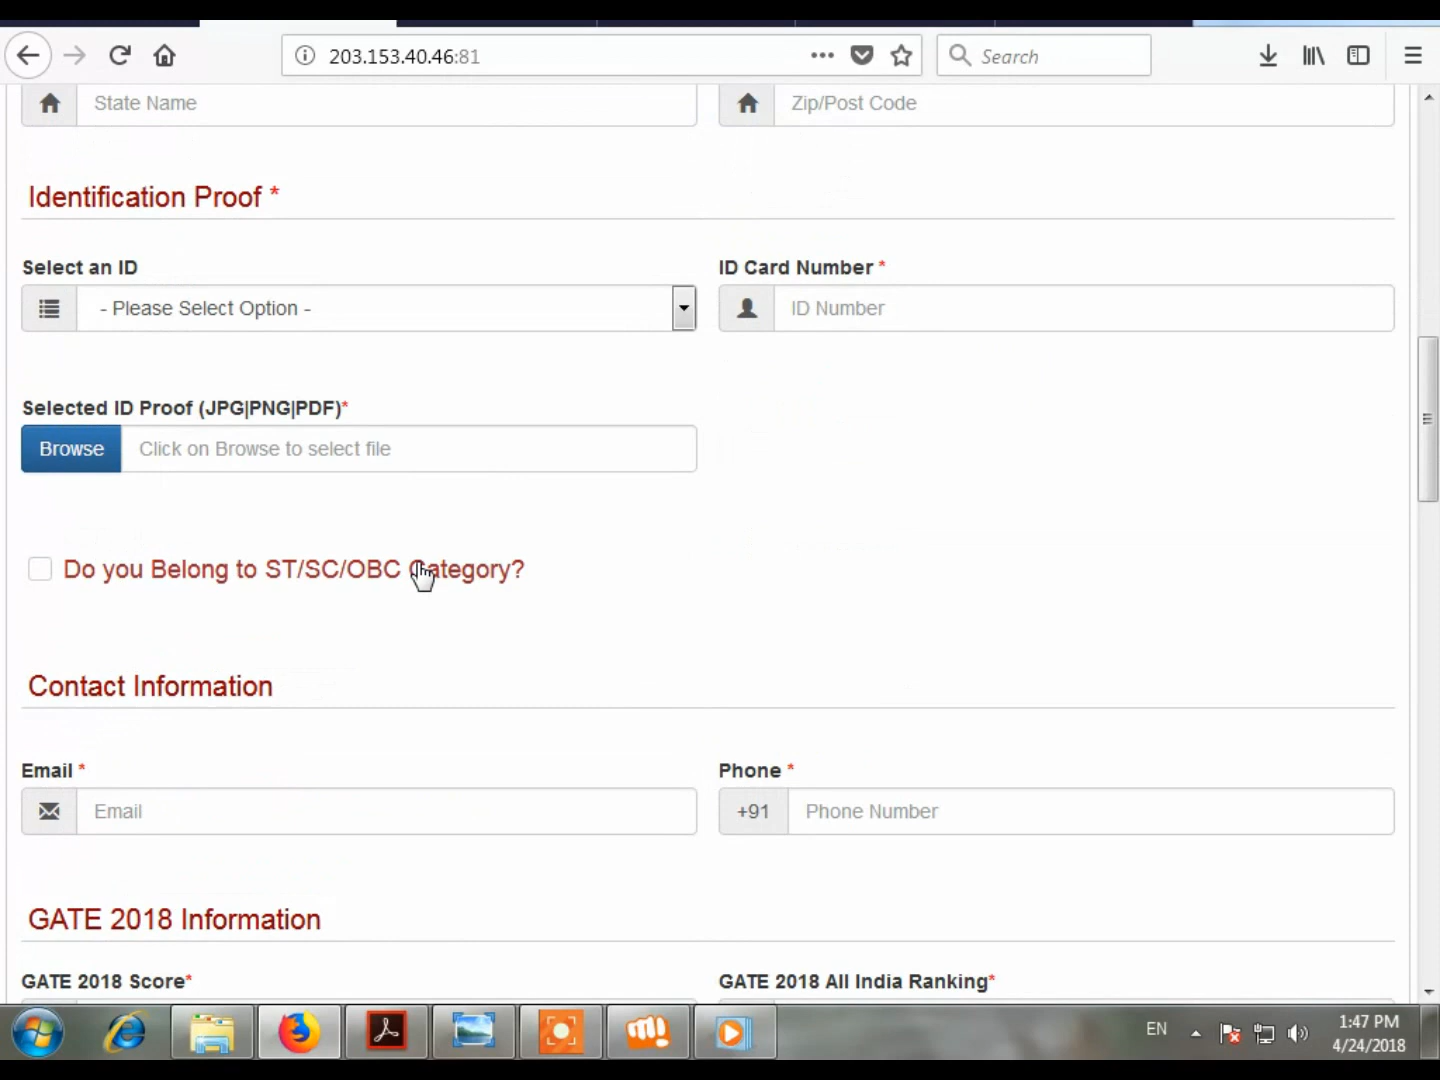 203.153.40.46:81
Search
State Name
Zip/Post Code
Identification Proof *
Select an ID
ID Card Number *
- Please Select Option -
ID Number
Selected ID Proof (JPG|PNG|PDF)*
Browse
Click on Browse to select file
Do you Belong to ST/SC/OBC Category?
Contact Information
Email *
Phone *
Email
+91
Phone Number
GATE 2018 Information
GATE 2018 Score*
GATE 2018 All India Ranking*
EN
1:47 PM
4/24/2018